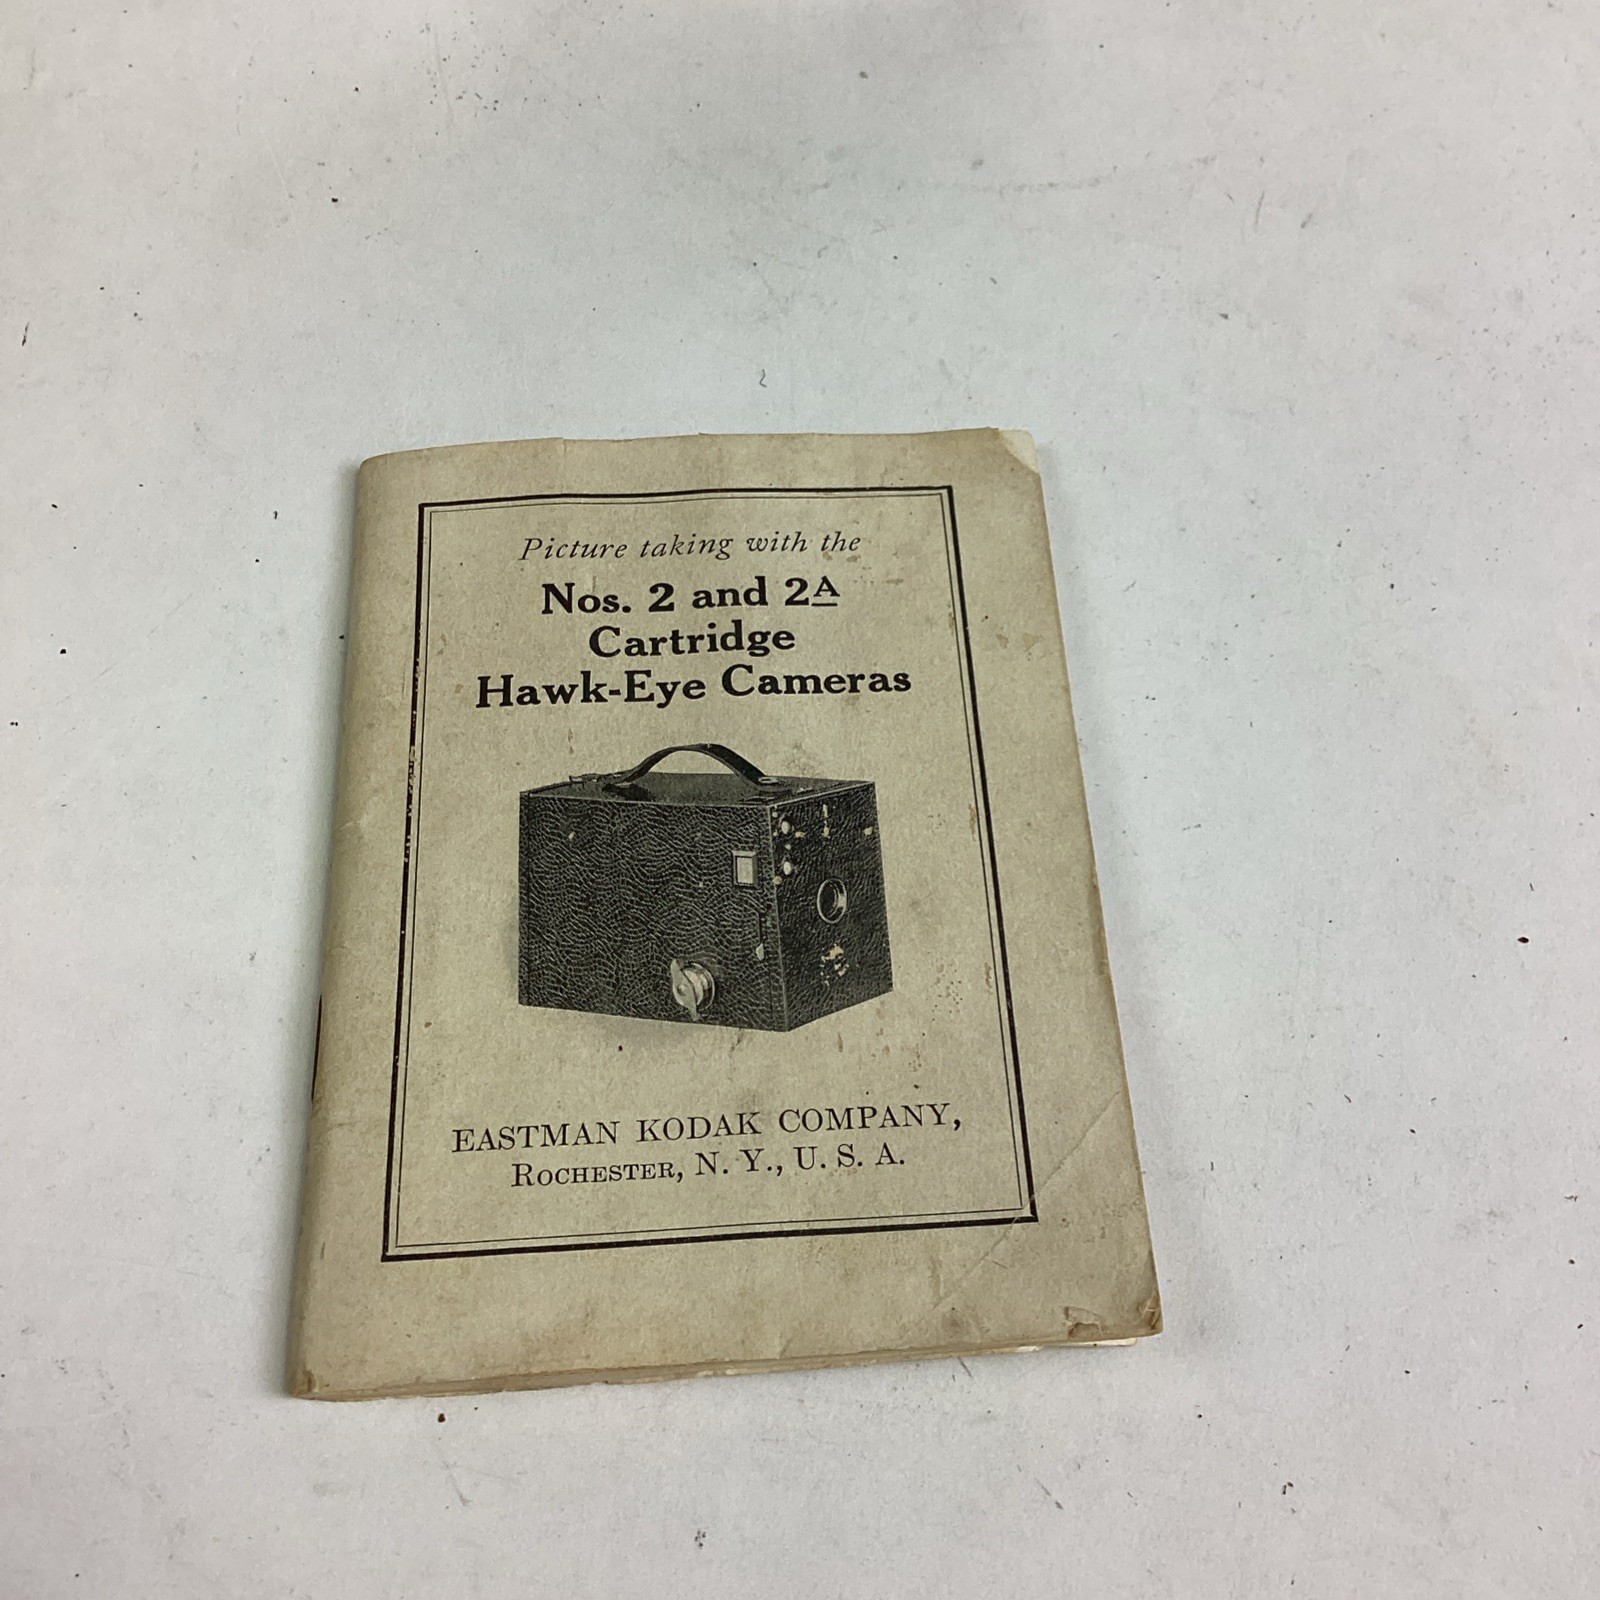 Picture taking with the
Nos. 2 and 2A
Cartridge
Hawk-Eye Cameras
EASTMAN KODAK COMPANY,
ROCHESTER, N. Y., U. S. A.